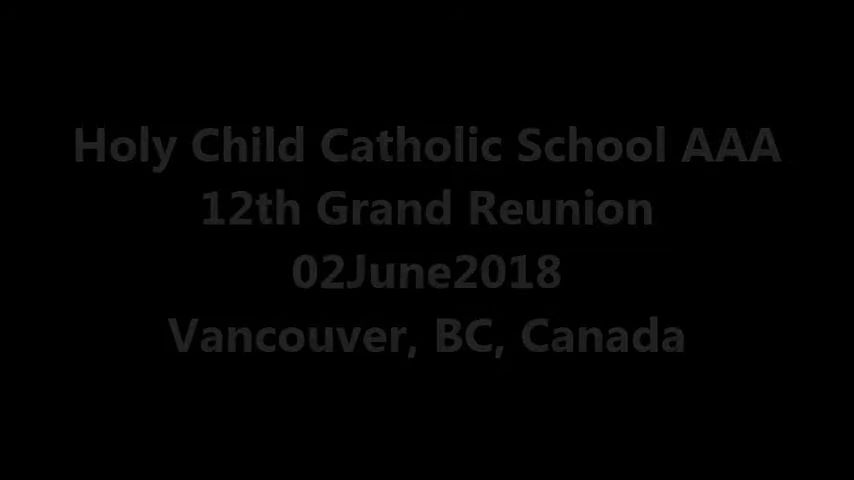 Holy Child Catholic School AAA
12th Grand Reunion
02June2018
Vancouver, BC, Canada